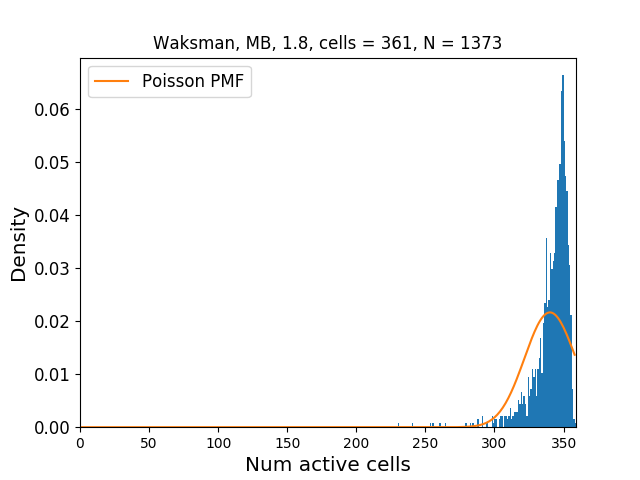 Waksman, MB, 1.8, cells = 361, N = 1373
Poisson PMF
0.06
0.05
0.04
0.03
0.02
0.01
0.00
Density
0 50 100 150 200 250 300 350
Num active cells